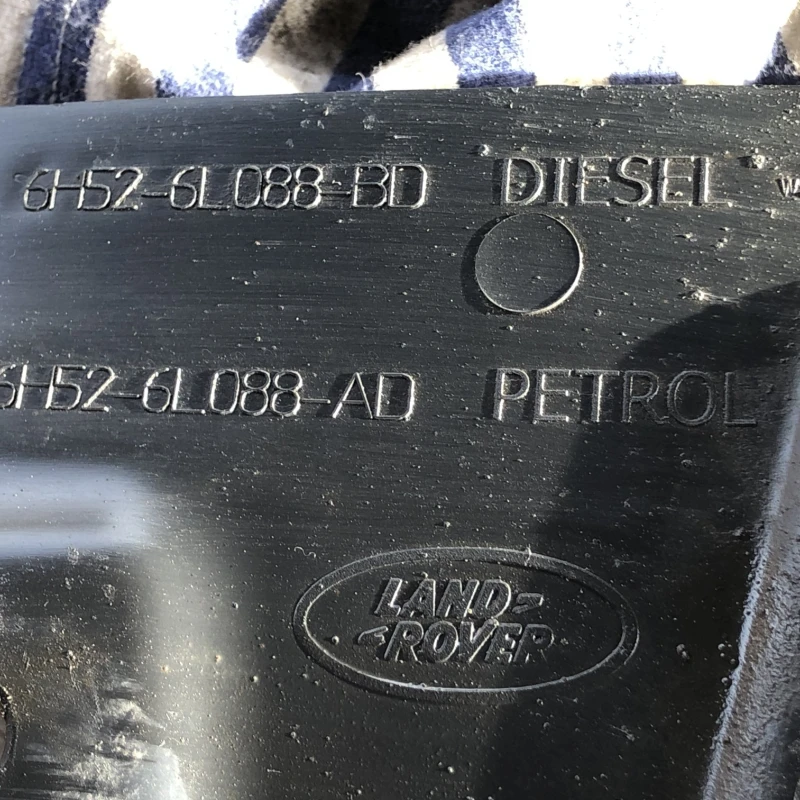 6H52-6L088-BD DIESEL
6H52-6L088-AD PETROL
LAND
ROVER